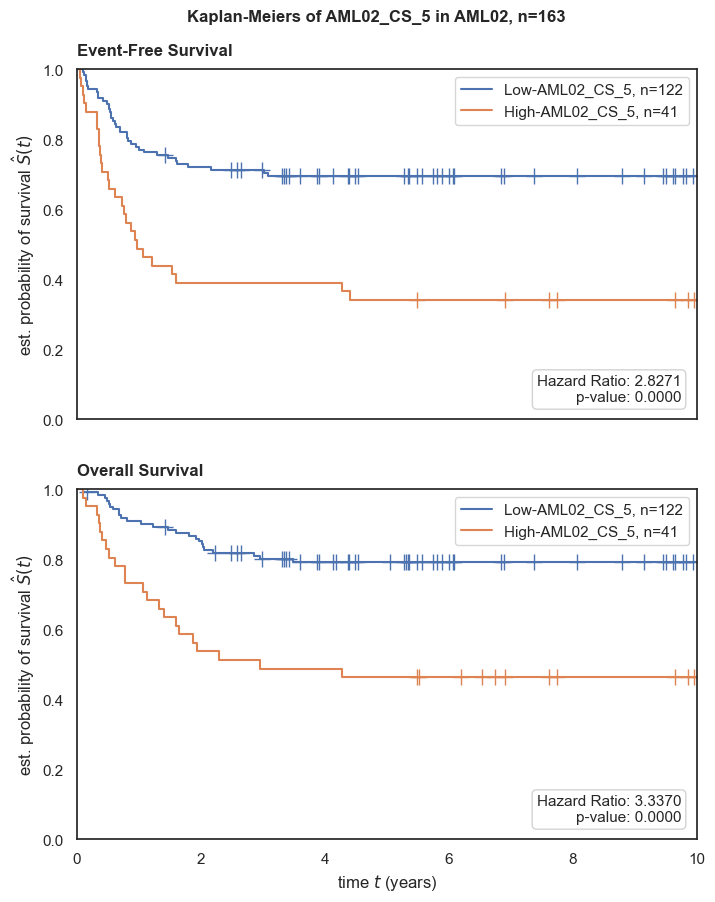 Kaplan-Meiers of AML02_CS_5 in AML02, n=163
Event-Free Survival
1.0
0.8
0.6
0.4
0.2
0.0
est. probability of survival Ŝ(t)
Low-AML02_CS_5, n=122
High-AML02_CS_5, n=41
Hazard Ratio: 2.8271
p-value: 0.0000
Overall Survival
1.0
0.8
0.6
0.4
0.2
0.0
est. probability of survival Ŝ(t)
Low-AML02_CS_5, n=122
High-AML02_CS_5, n=41
Hazard Ratio: 3.3370
p-value: 0.0000
0 2 4 6 8 10
time t (years)